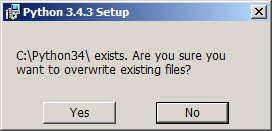 Python 3.4.3 Setup
C:\Python34\ exists. Are you sure you
want to overwrite existing files?
Yes
No